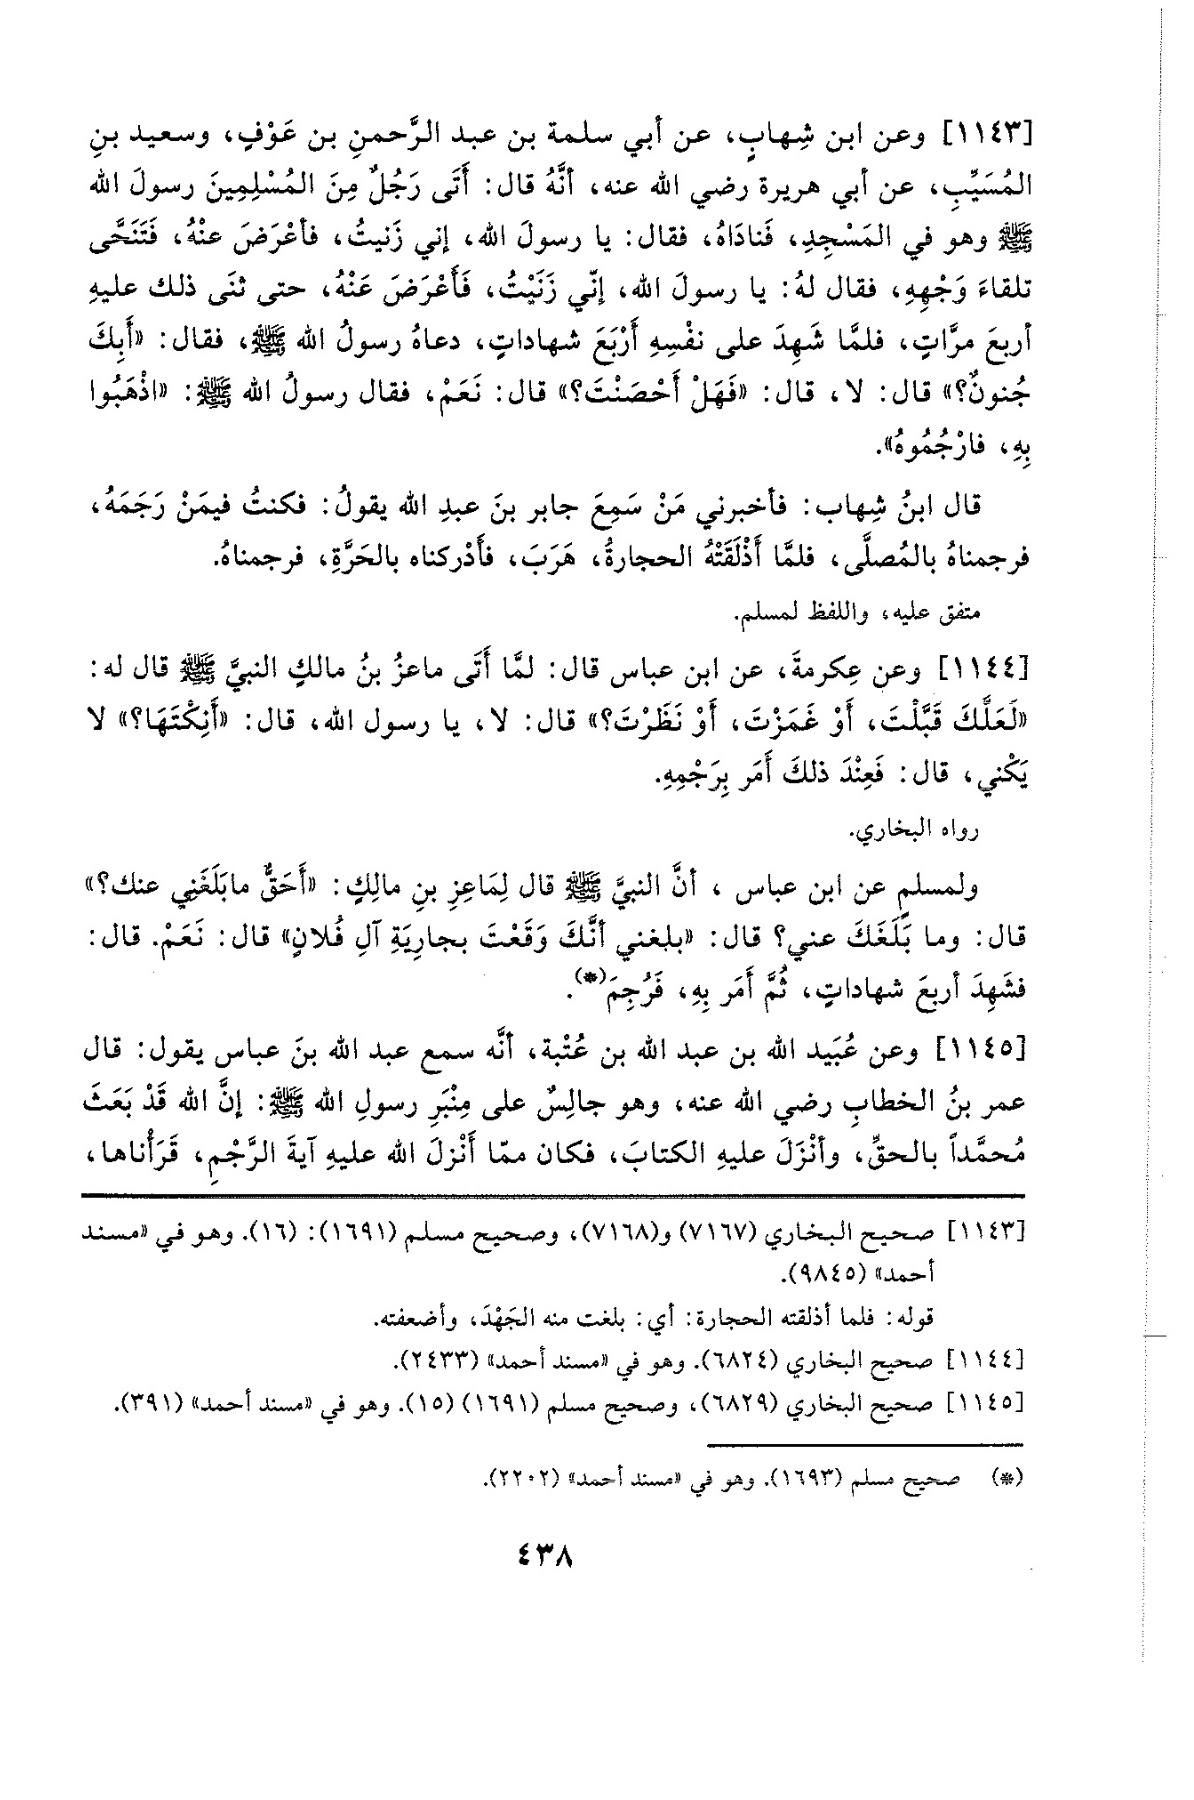 [١١٤٣] وعن ابن شِهابٍ، عن أبي سلمة بن عبد الرَّحمنِ بن عَوْفٍ، وسعيد بنِ
المُسَيِّبِ، عن أبي هريرة رضي الله عنه، أنَّهُ قال: أَتَى رَجُلٌ مِنَ المُسْلِمِينَ رسولَ الله
ﷺ وهو في المَسْجِدِ، فَنادَاهُ، فقال: يا رسولَ الله، إني زَنيتُ، فأعْرَضَ عنْهُ، فَتَنَحَّى
تلقاءَ وَجْهِهِ، فقال لهُ: يا رسولَ الله، إنّي زَنَيْتُ، فَأَعْرَضَ عَنْهُ، حتى ثنَى ذلك عليهِ
أربعَ مرَّاتٍ، فلمَّا شَهِدَ على نفْسِهِ أَرْبَعَ شهاداتٍ، دعاهُ رسولُ الله ﷺ، فقال: «أَبِكَ
جُنونٌ؟» قال: لا، قال: «فَهَلْ أَحْصَنْتَ؟» قال: نَعَمْ، فقال رسولُ الله ﷺ: «اذْهَبُوا
بِهِ، فارْجُمُوهُ».
قال ابنُ شِهاب: فأخبرني مَنْ سَمِعَ جابر بنَ عبدِ الله يقولُ: فكنتُ فيمَنْ رَجَمَهُ،
فرجمناهُ بالمُصلَّى، فلمَّا أَذْلَقَتْهُ الحجارةُ، هَرَبَ، فأَدْركناه بالحَرَّةِ، فرجمناهُ.
متفق عليه، واللفظ لمسلم.
[١١٤٤] وعن عِكرمةَ، عن ابن عباس قال: لمَّا أَتَى ماعزُ بنُ مالكٍ النبيَّ ﷺ قال له:
«لَعَلَّكَ قَبَّلْتَ، أَوْ غَمَزْتَ، أَوْ نَظَرْتَ؟» قال: لا، يا رسول الله، قال: «أَنِكْتَهَا؟» لا
يَكْني، قال: فَعِنْدَ ذلكَ أَمَر بِرَجْمِهِ.
رواه البخاري.
ولمسلمٍ عن ابن عباس ، أنَّ النبيَّ ﷺ قال لِمَاعِزِ بنِ مالِكٍ: «أَحَقٌّ مابَلَغَنِي عنك؟»
قال: وما بَلَغَكَ عني؟ قال: «بلغني أنَّكَ وَقَعْتَ بجارِيَةِ آلِ فُلانٍ» قال: نَعَمْ. قال:
فشَهِدَ أربعَ شهاداتٍ، ثُمَّ أَمَر بِهِ، فَرُجِمَ(*).
[١١٤٥] وعن عُبَيد الله بن عبد الله بن عُتْبة، أنَّه سمع عبد الله بنَ عباس يقول: قال
عمر بنُ الخطابِ رضي الله عنه، وهو جالِسٌ على مِنْبَرِ رسولِ الله ﷺ: إنَّ الله قَدْ بَعَثَ
مُحمَّداً بالحقِّ، وأنْزَلَ عليهِ الكتابَ، فكان ممّا أَنْزلَ الله عليهِ آيةَ الرَّجْمِ، قَرَأْناها،
[١١٤٣] صحيح البخاري (٧١٦٧) و(٧١٦٨)، وصحيح مسلم (١٦٩١): (١٦). وهو في «مسند
أحمد» (٩٨٤٥).
قوله: فلما أذلقته الحجارة: أي: بلغت منه الجَهْدَ، وأضعفته.
[١١٤٤] صحيح البخاري (٦٨٢٤). وهو في «مسند أحمد» (٢٤٣٣).
[١١٤٥] صحيح البخاري (٦٨٢٩)، وصحيح مسلم (١٦٩١) (١٥). وهو في «مسند أحمد» (٣٩١).
(*) صحيح مسلم (١٦٩٣). وهو في «مسند أحمد» (٢٢٠٢).
٤٣٨